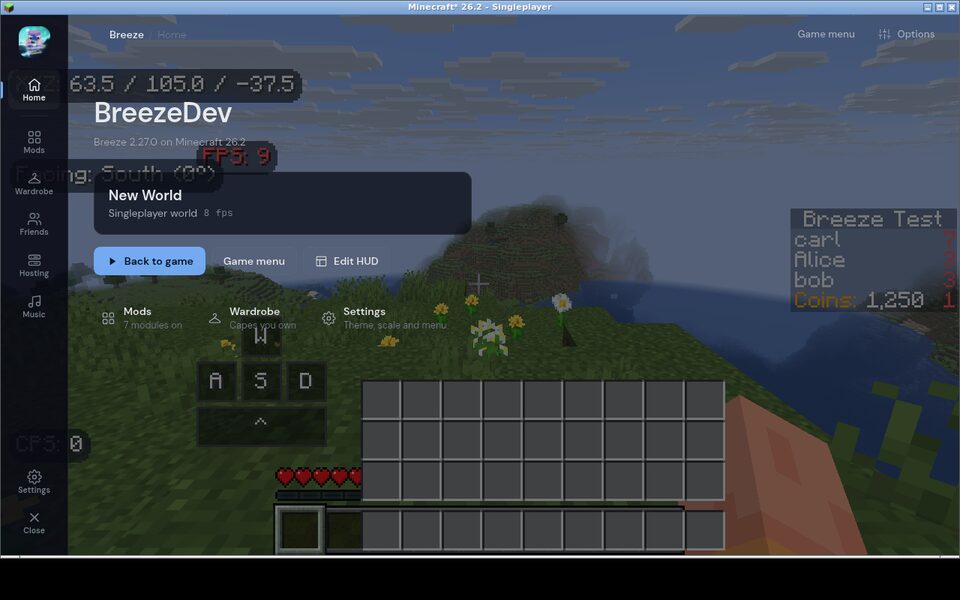 Minecraft* 26.2 - Singleplayer
Breeze / Home
Game menu
Options
XYZ: 63.5 / 105.0 / -37.5
Home
BreezeDev
Breeze 2.27.0 on Minecraft 26.2
FPS: 9
Mods
Facing: South (0°)
Wardrobe
New World
Singleplayer world 8 fps
Friends
Breeze Test
carl
Alice
bob 3
Coins: 1,250 1
Back to game
Game menu
Edit HUD
Hosting
Music
Mods
7 modules on
Wardrobe
Capes you own
Settings
Theme, scale and menu
W
A S D
^
CPS: 0
Settings
Close